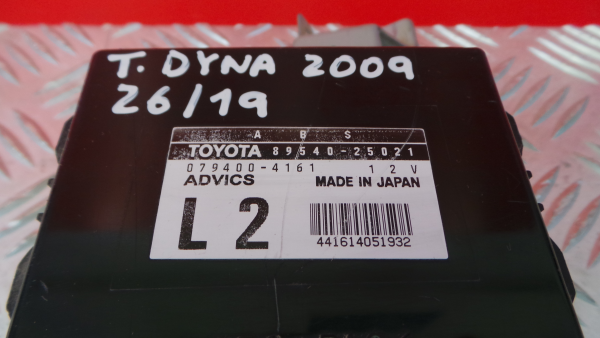 T. DYNA 2009
26/19
A B S
TOYOTA 89540-25021
079400-4161 12V
ADVICS MADE IN JAPAN
L2
441614051932